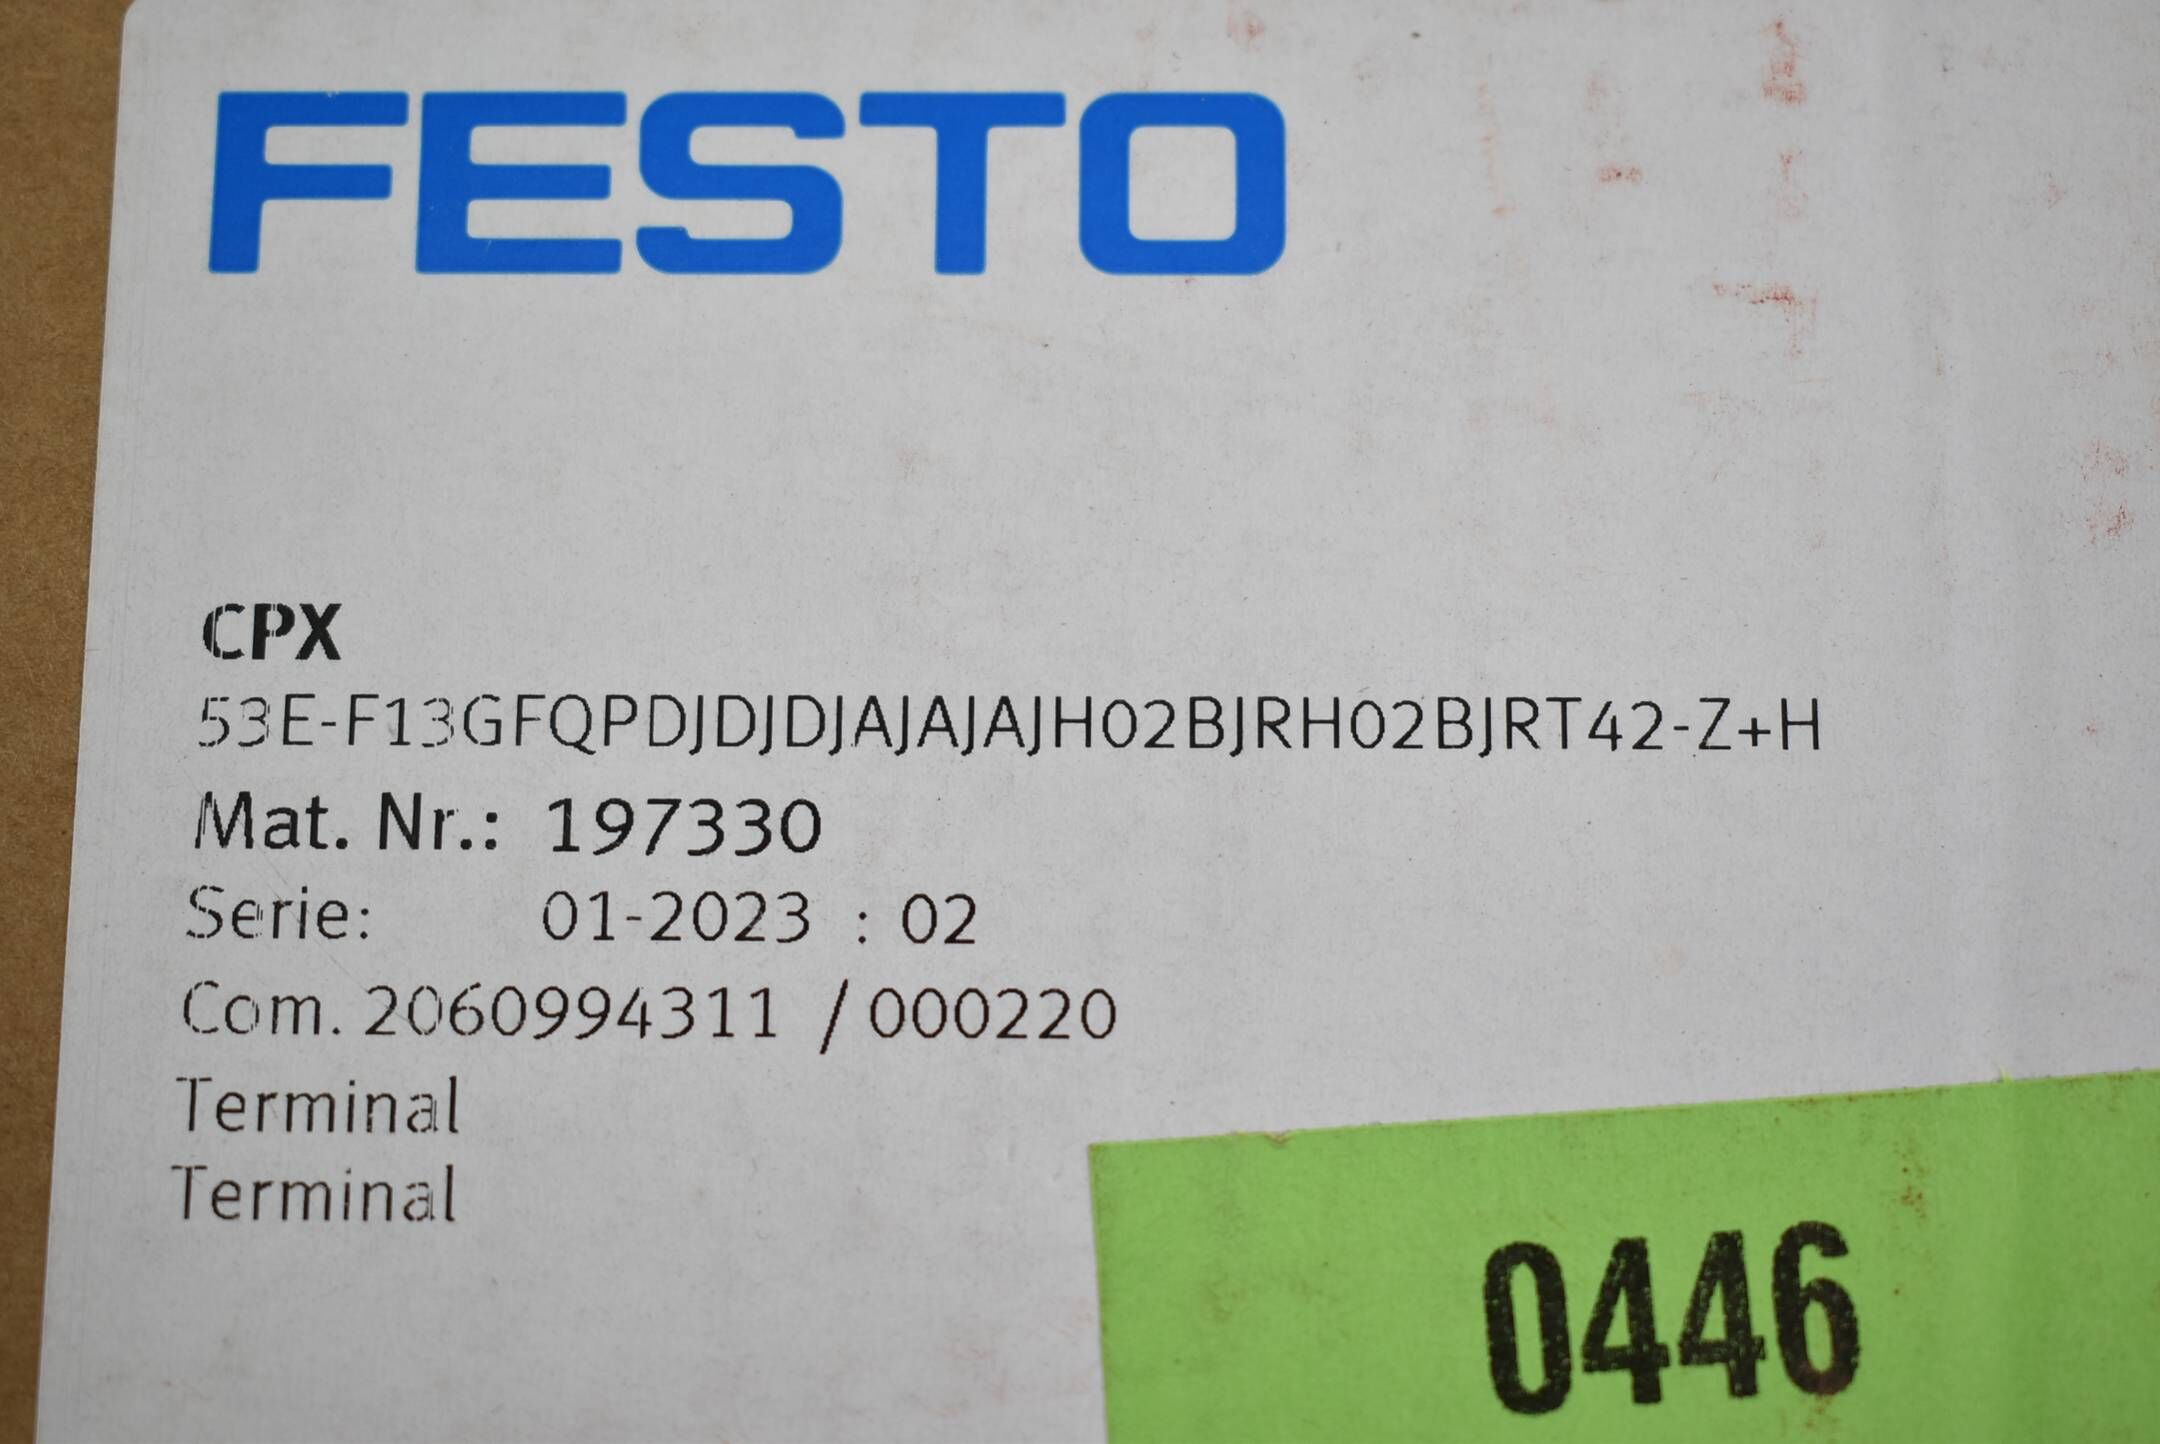 FESTO
CPX
53E-F13GFQPDJDJDJAJAJAJH02BJRH02BJRT42-Z+H
Mat. Nr.: 197330
Serie: 01-2023 : 02
Com. 2060994311 / 000220
Terminal
Terminal
0446